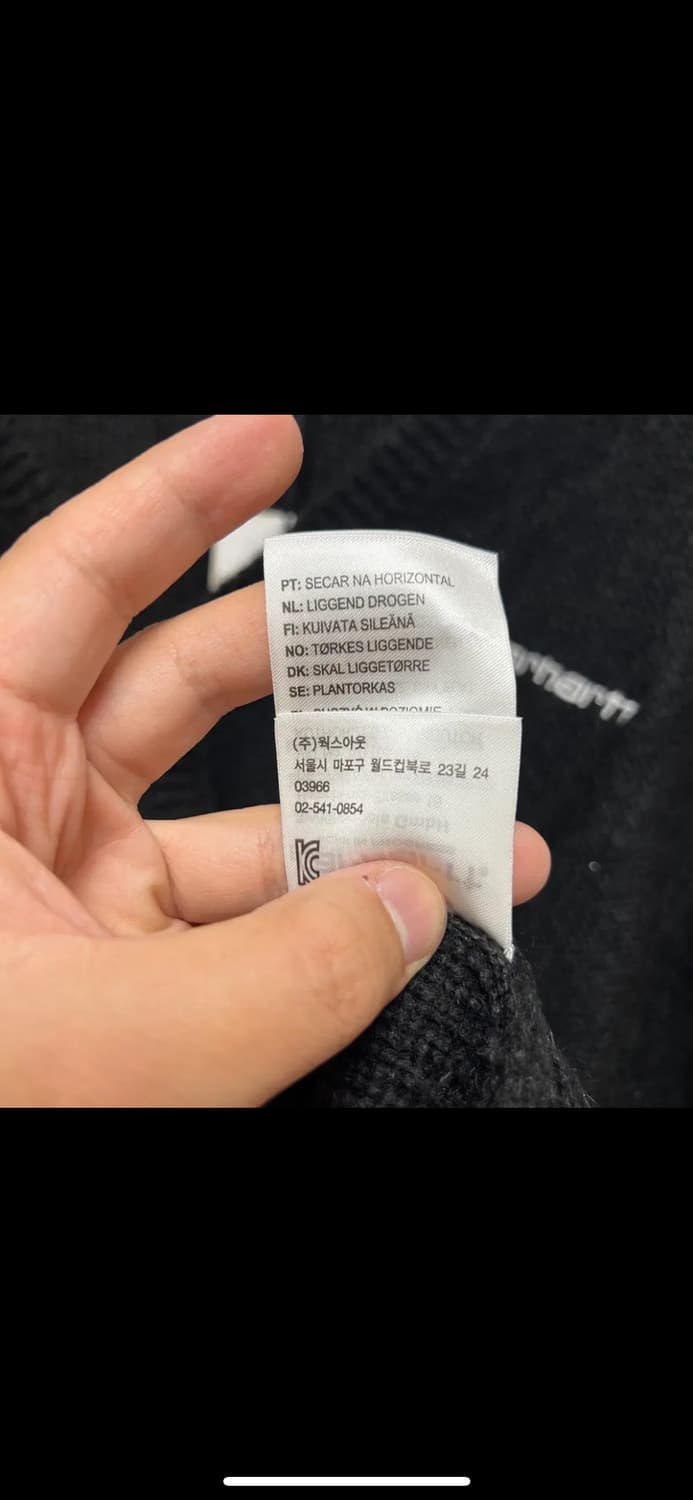 PT: SECAR NA HORIZONTAL
NL: LIGGEND DROGEN
FI: KUIVATA SILEÄNÄ
NO: TØRKES LIGGENDE
DK: SKAL LIGGETØRRE
SE: PLANTORKAS
(주)웍스아웃
서울시 마포구 월드컵북로 23길 24
03966
02-541-0854